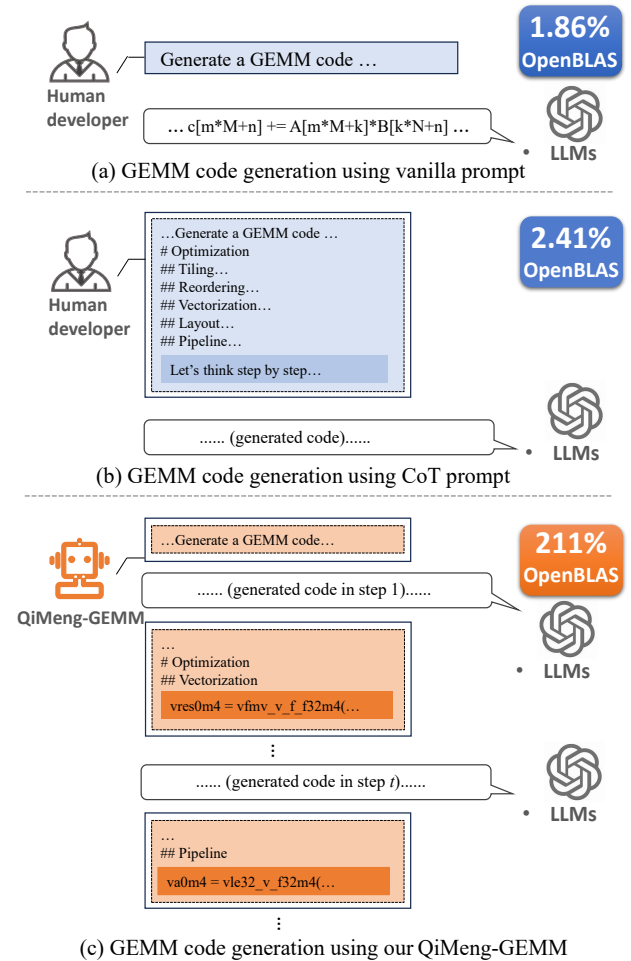 1.86%
OpenBLAS
Generate a GEMM code …
Human
developer
… c[m*M+n] += A[m*M+k]*B[k*N+n] …
• LLMs
(a) GEMM code generation using vanilla prompt
2.41%
OpenBLAS
…Generate a GEMM code …
# Optimization
## Tiling…
## Reordering…
## Vectorization…
## Layout…
## Pipeline…
Let's think step by step…
Human
developer
...... (generated code)......
• LLMs
(b) GEMM code generation using CoT prompt
211%
OpenBLAS
…Generate a GEMM code…
QiMeng-GEMM
...... (generated code in step 1)......
• LLMs
…
# Optimization
## Vectorization
vres0m4 = vfmv_v_f_f32m4(…
⋮
...... (generated code in step t)......
• LLMs
…
## Pipeline
va0m4 = vle32_v_f32m4(…
⋮
(c) GEMM code generation using our QiMeng-GEMM